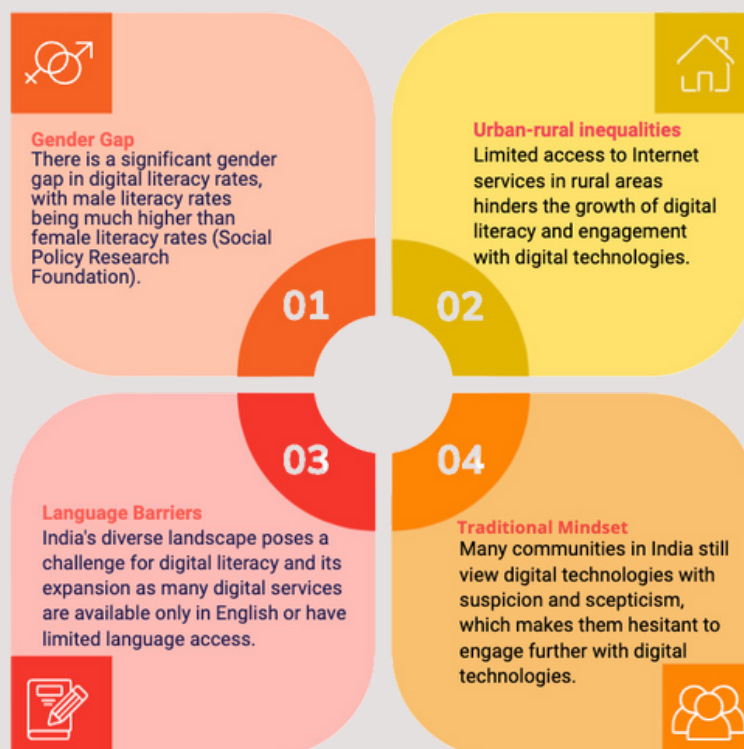 Gender Gap
There is a significant gender
gap in digital literacy rates,
with male literacy rates
being much higher than
female literacy rates (Social
Policy Research
Foundation).
01
Urban-rural inequalities
Limited access to Internet
services in rural areas
hinders the growth of digital
literacy and engagement
with digital technologies.
02
03
Language Barriers
India's diverse landscape poses a
challenge for digital literacy and its
expansion as many digital services
are available only in English or have
limited language access.
04
Traditional Mindset
Many communities in India still
view digital technologies with
suspicion and scepticism,
which makes them hesitant to
engage further with digital
technologies.